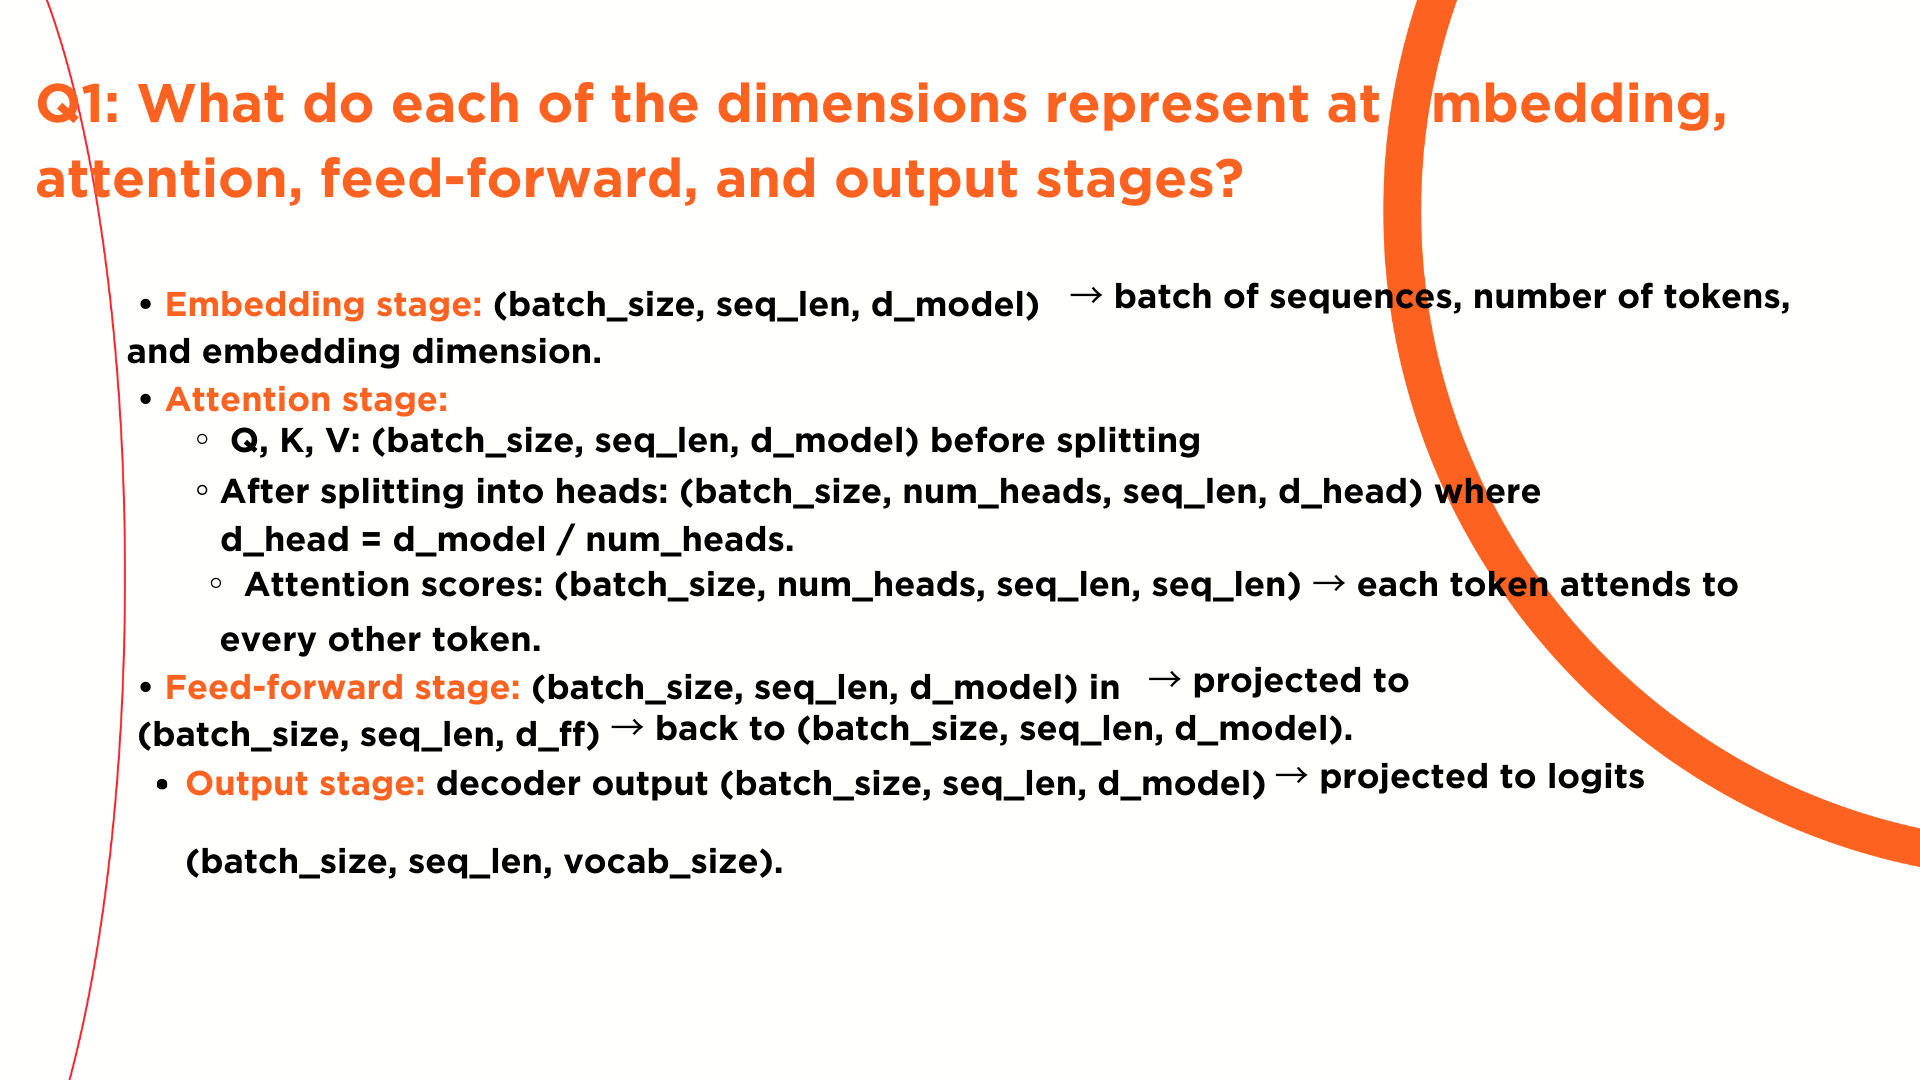 Q1: What do each of the dimensions represent at mbedding,
attention, feed-forward, and output stages?
• Embedding stage: (batch_size, seq_len, d_model) → batch of sequences, number of tokens,
and embedding dimension.
• Attention stage:
◦ Q, K, V: (batch_size, seq_len, d_model) before splitting
◦ After splitting into heads: (batch_size, num_heads, seq_len, d_head) where
d_head = d_model / num_heads.
◦ Attention scores: (batch_size, num_heads, seq_len, seq_len) → each token attends to
every other token.
• Feed-forward stage: (batch_size, seq_len, d_model) in → projected to
(batch_size, seq_len, d_ff) → back to (batch_size, seq_len, d_model).
• Output stage: decoder output (batch_size, seq_len, d_model) → projected to logits
(batch_size, seq_len, vocab_size).